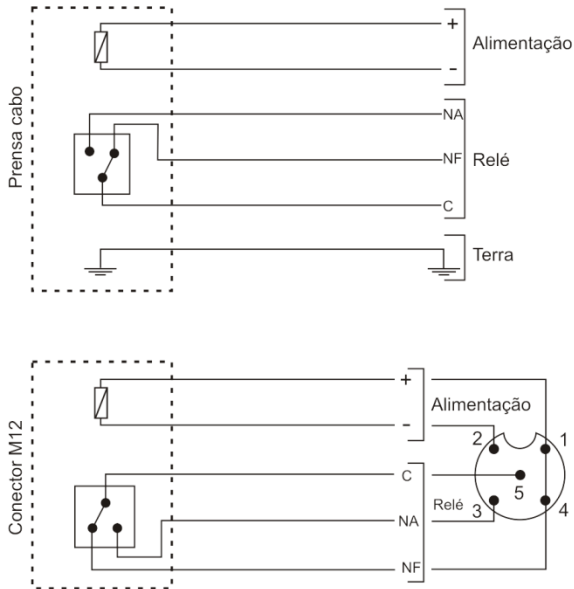 Prensa cabo
+
Alimentação
-
NA
NF
Relé
C
Terra
Conector M12
+
Alimentação
-
2
1
C
5
Relé
3
4
NA
NF